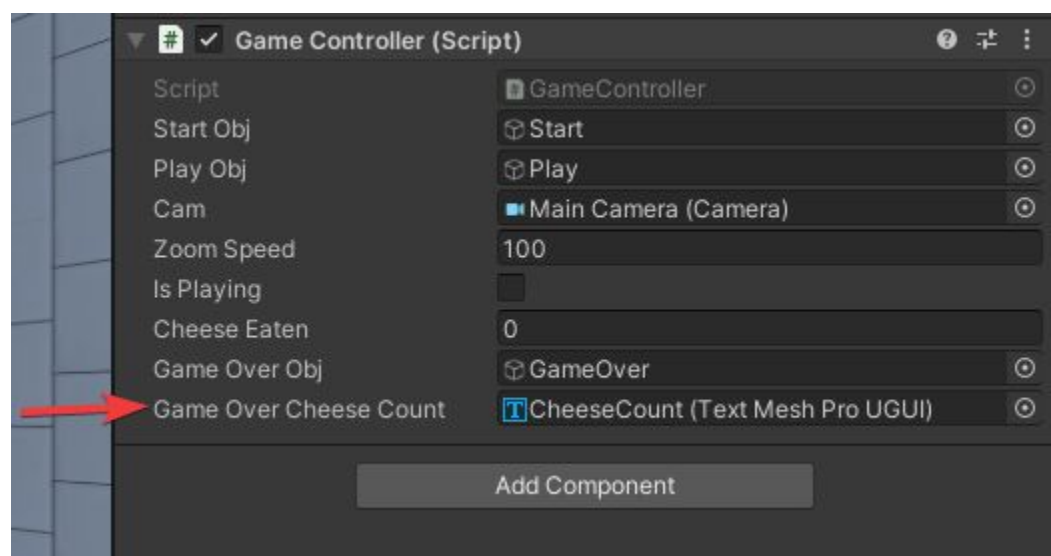 # Game Controller (Script)
Script GameController
Start Obj Start
Play Obj Play
Cam Main Camera (Camera)
Zoom Speed 100
Is Playing
Cheese Eaten 0
Game Over Obj GameOver
Game Over Cheese Count T CheeseCount (Text Mesh Pro UGUI)
Add Component